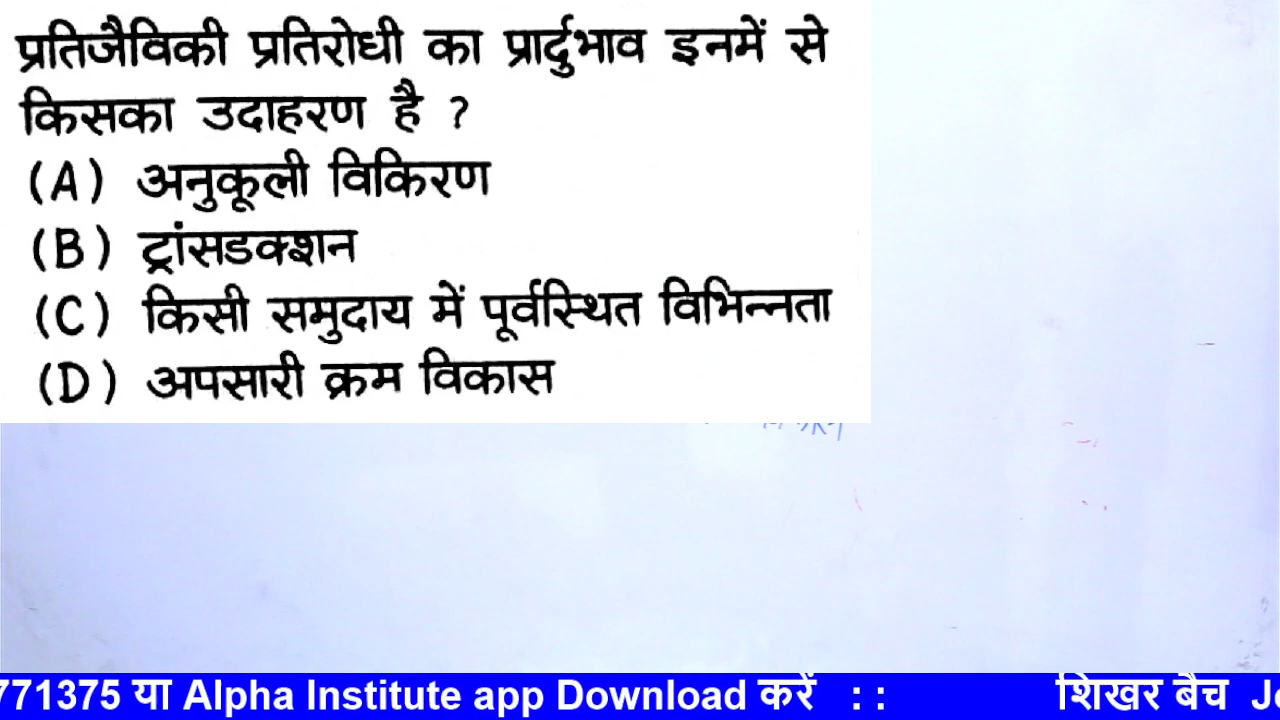 प्रतिजैविकी प्रतिरोधी का प्रार्दुभाव इनमें से
किसका उदाहरण है ?
(A) अनुकूली विकिरण
(B) ट्रांसडक्शन
(C) किसी समुदाय में पूर्वस्थित विभिन्नता
(D) अपसारी क्रम विकास
771375 या Alpha Institute app Download करें : : शिखर बैच